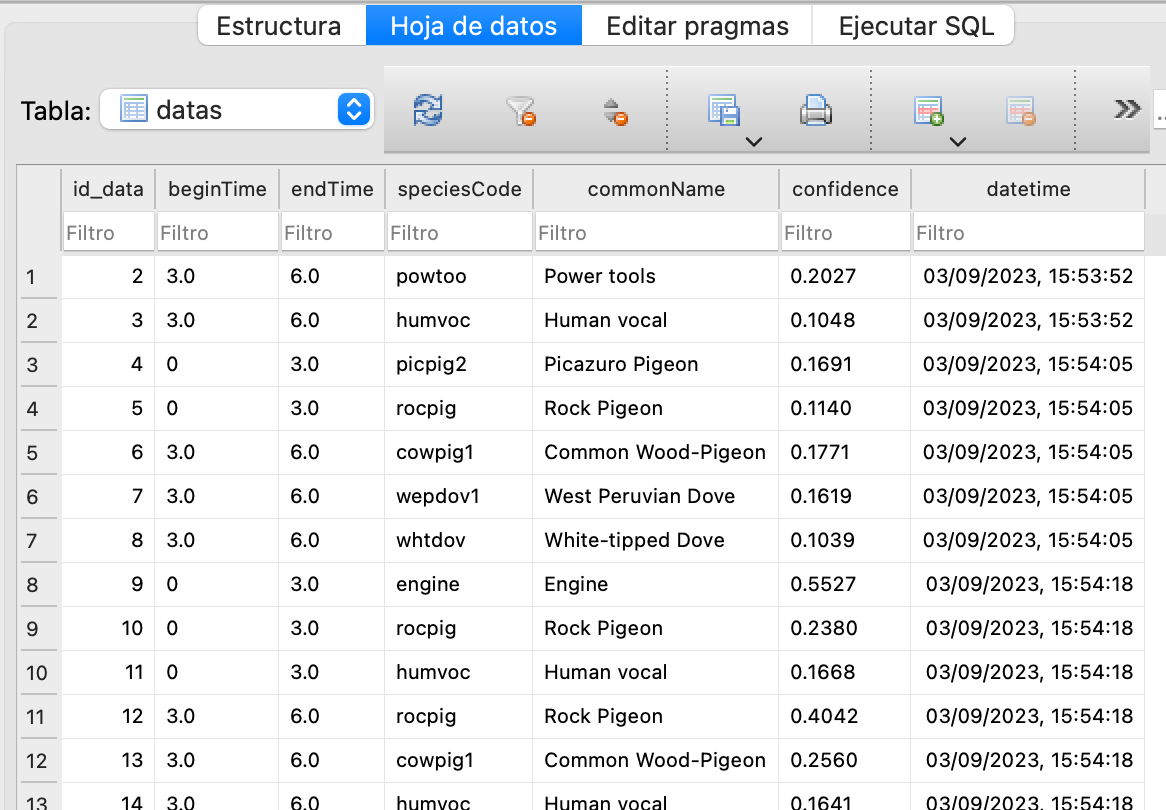 Estructura Hoja de datos Editar pragmas Ejecutar SQL
Tabla: datas
id_data beginTime endTime speciesCode commonName confidence datetime
Filtro Filtro Filtro Filtro Filtro Filtro Filtro
1 2 3.0 6.0 powtoo Power tools 0.2027 03/09/2023, 15:53:52
2 3 3.0 6.0 humvoc Human vocal 0.1048 03/09/2023, 15:53:52
3 4 0 3.0 picpig2 Picazuro Pigeon 0.1691 03/09/2023, 15:54:05
4 5 0 3.0 rocpig Rock Pigeon 0.1140 03/09/2023, 15:54:05
5 6 3.0 6.0 cowpig1 Common Wood-Pigeon 0.1771 03/09/2023, 15:54:05
6 7 3.0 6.0 wepdov1 West Peruvian Dove 0.1619 03/09/2023, 15:54:05
7 8 3.0 6.0 whtdov White-tipped Dove 0.1039 03/09/2023, 15:54:05
8 9 0 3.0 engine Engine 0.5527 03/09/2023, 15:54:18
9 10 0 3.0 rocpig Rock Pigeon 0.2380 03/09/2023, 15:54:18
10 11 0 3.0 humvoc Human vocal 0.1668 03/09/2023, 15:54:18
11 12 3.0 6.0 rocpig Rock Pigeon 0.4042 03/09/2023, 15:54:18
12 13 3.0 6.0 cowpig1 Common Wood-Pigeon 0.2560 03/09/2023, 15:54:18
13 14 3.0 6.0 humvoc Human vocal 0.1641 03/09/2023, 15:54:18